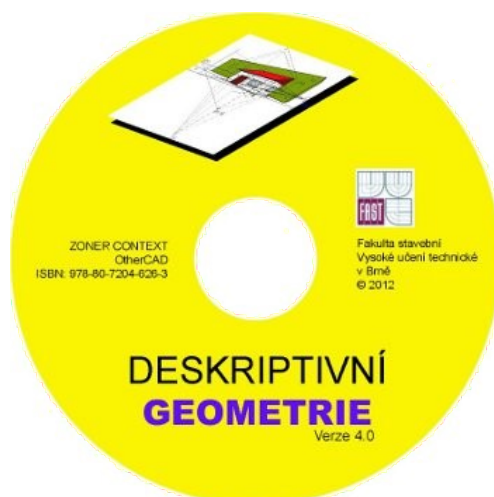 ZONER CONTEXT
OtherCAD
ISBN: 978-80-7204-626-3
FAST
Fakulta stavební
Vysoké učení technické
v Brně
© 2012
DESKRIPTIVNÍ
GEOMETRIE
Verze 4.0